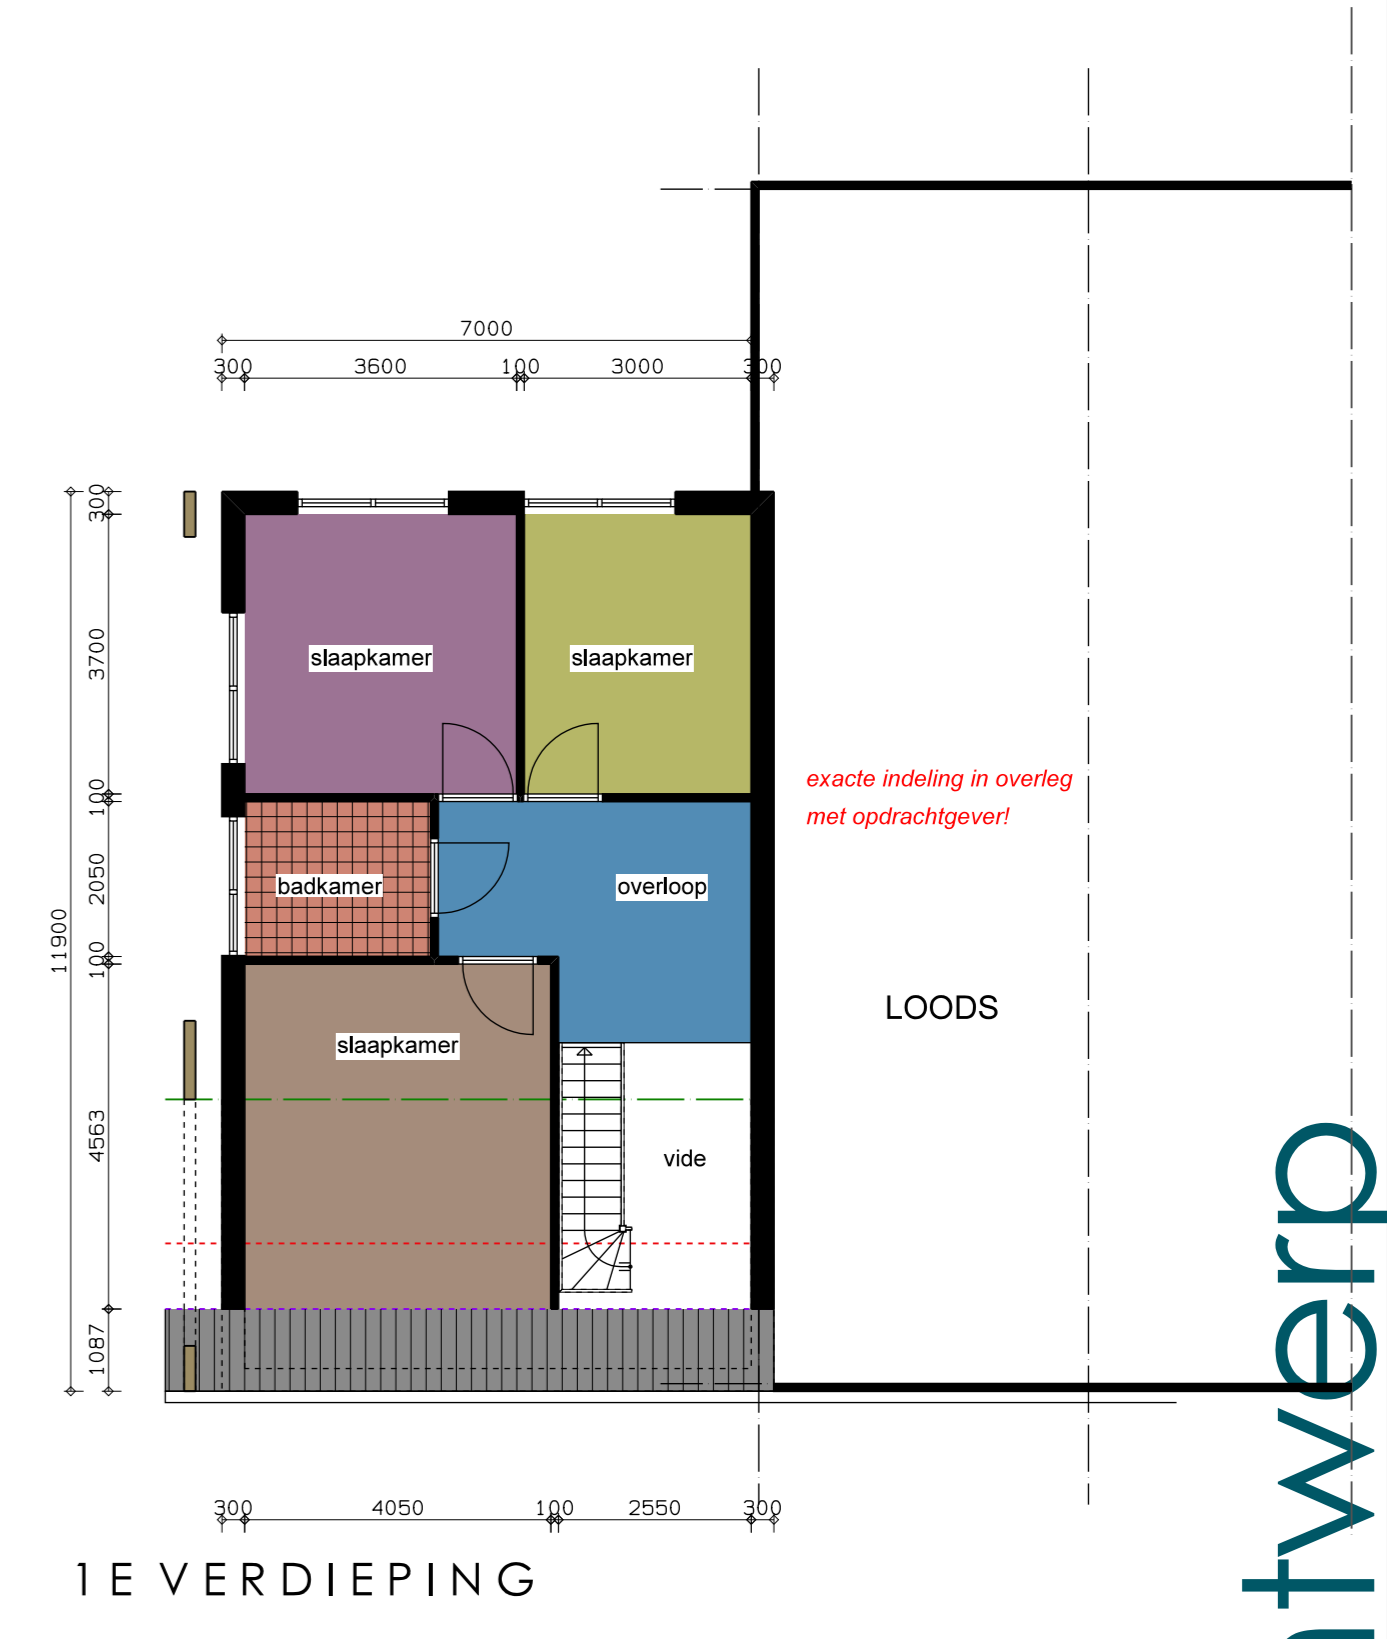 7000
300 3600 100 3000 300
300
3700
100
2050
100
4563
1087
11900
slaapkamer
slaapkamer
exacte indeling in overleg
met opdrachtgever!
badkamer
overloop
LOODS
slaapkamer
vide
300 4050 100 2550 300
1E VERDIEPING
ntwerp